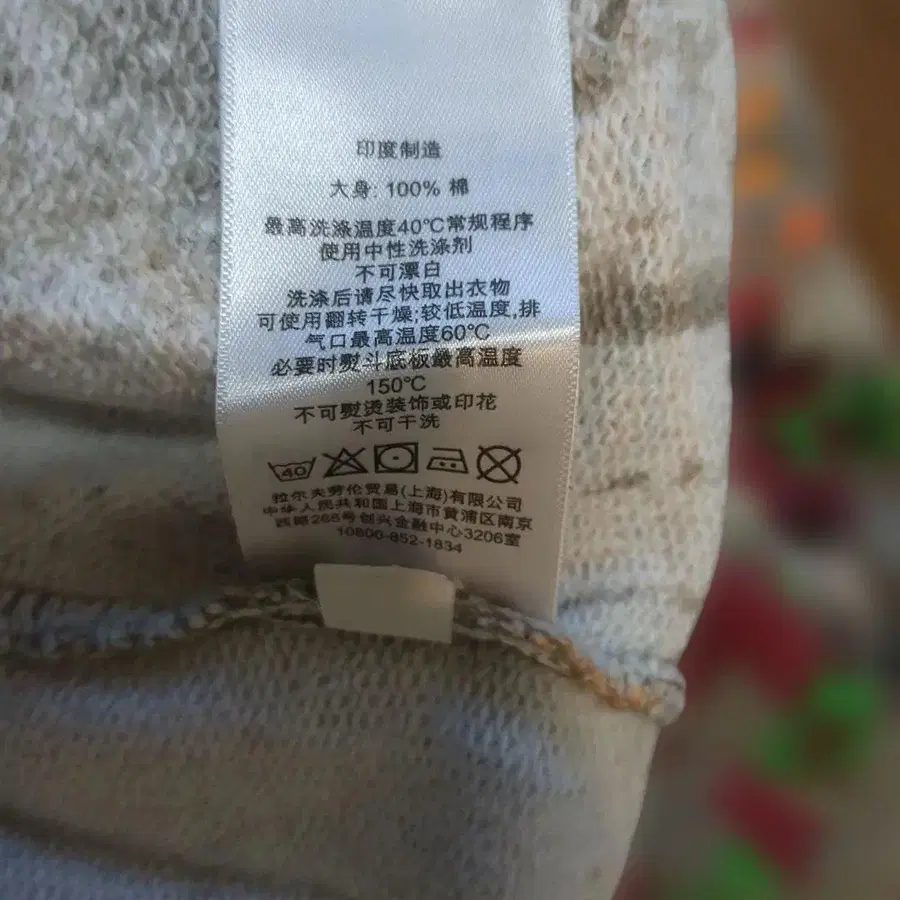 印度制造
大身: 100% 棉
最高洗涤温度40℃常规程序
使用中性洗涤剂
不可漂白
洗涤后请尽快取出衣物
可使用翻转干燥;较低温度,排
气口最高温度60℃
必要时熨斗底板最高温度
150℃
不可熨烫装饰或印花
不可干洗
40
拉尔夫劳伦贸易(上海)有限公司
中华人民共和国上海市黄浦区南京
西路288号创兴金融中心3206室
10800-852-1834